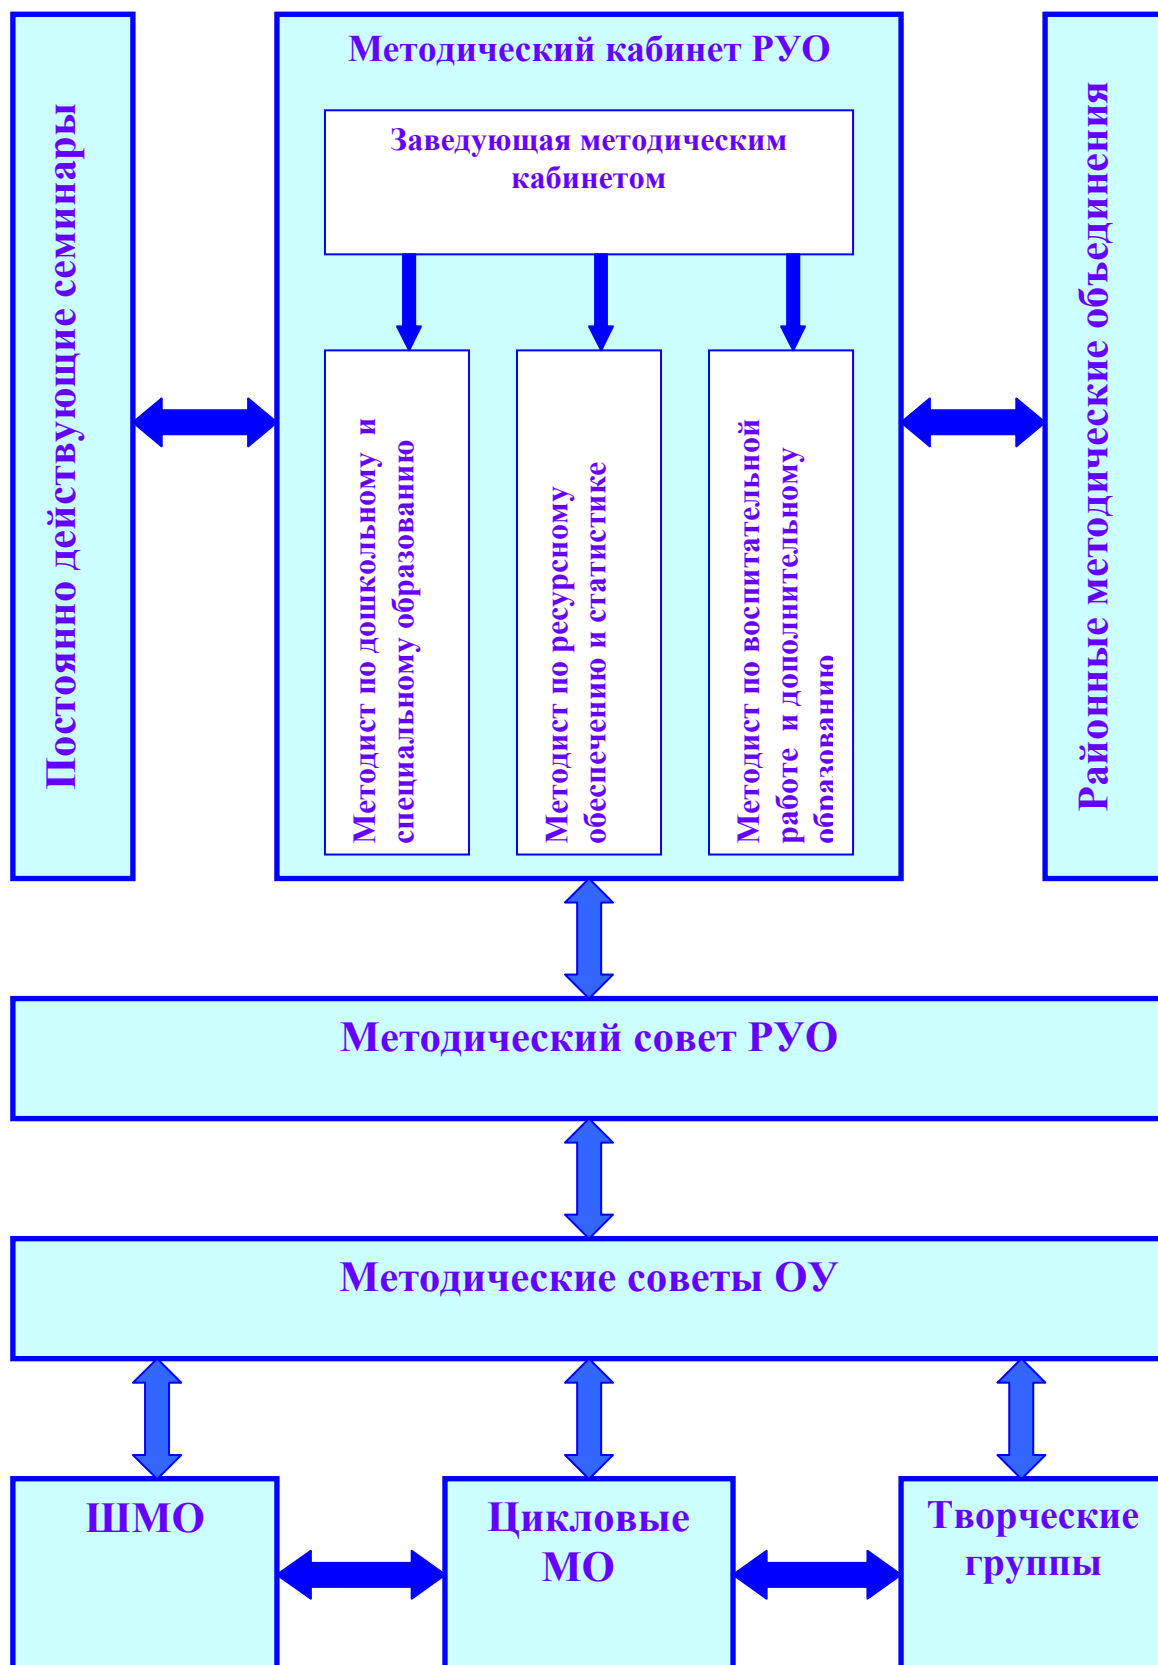 Постоянно действующие семинары
Методический кабинет РУО
Заведующая методическим
кабинетом
Методист по дошкольному и
специальному образованию
Методист по ресурсному
обеспечению и статистике
Методист по воспитательной
работе и дополнительному
образованию
Районные методические объединения
Методический совет РУО
Методические советы ОУ
ШМО
Цикловые
МО
Творческие
группы